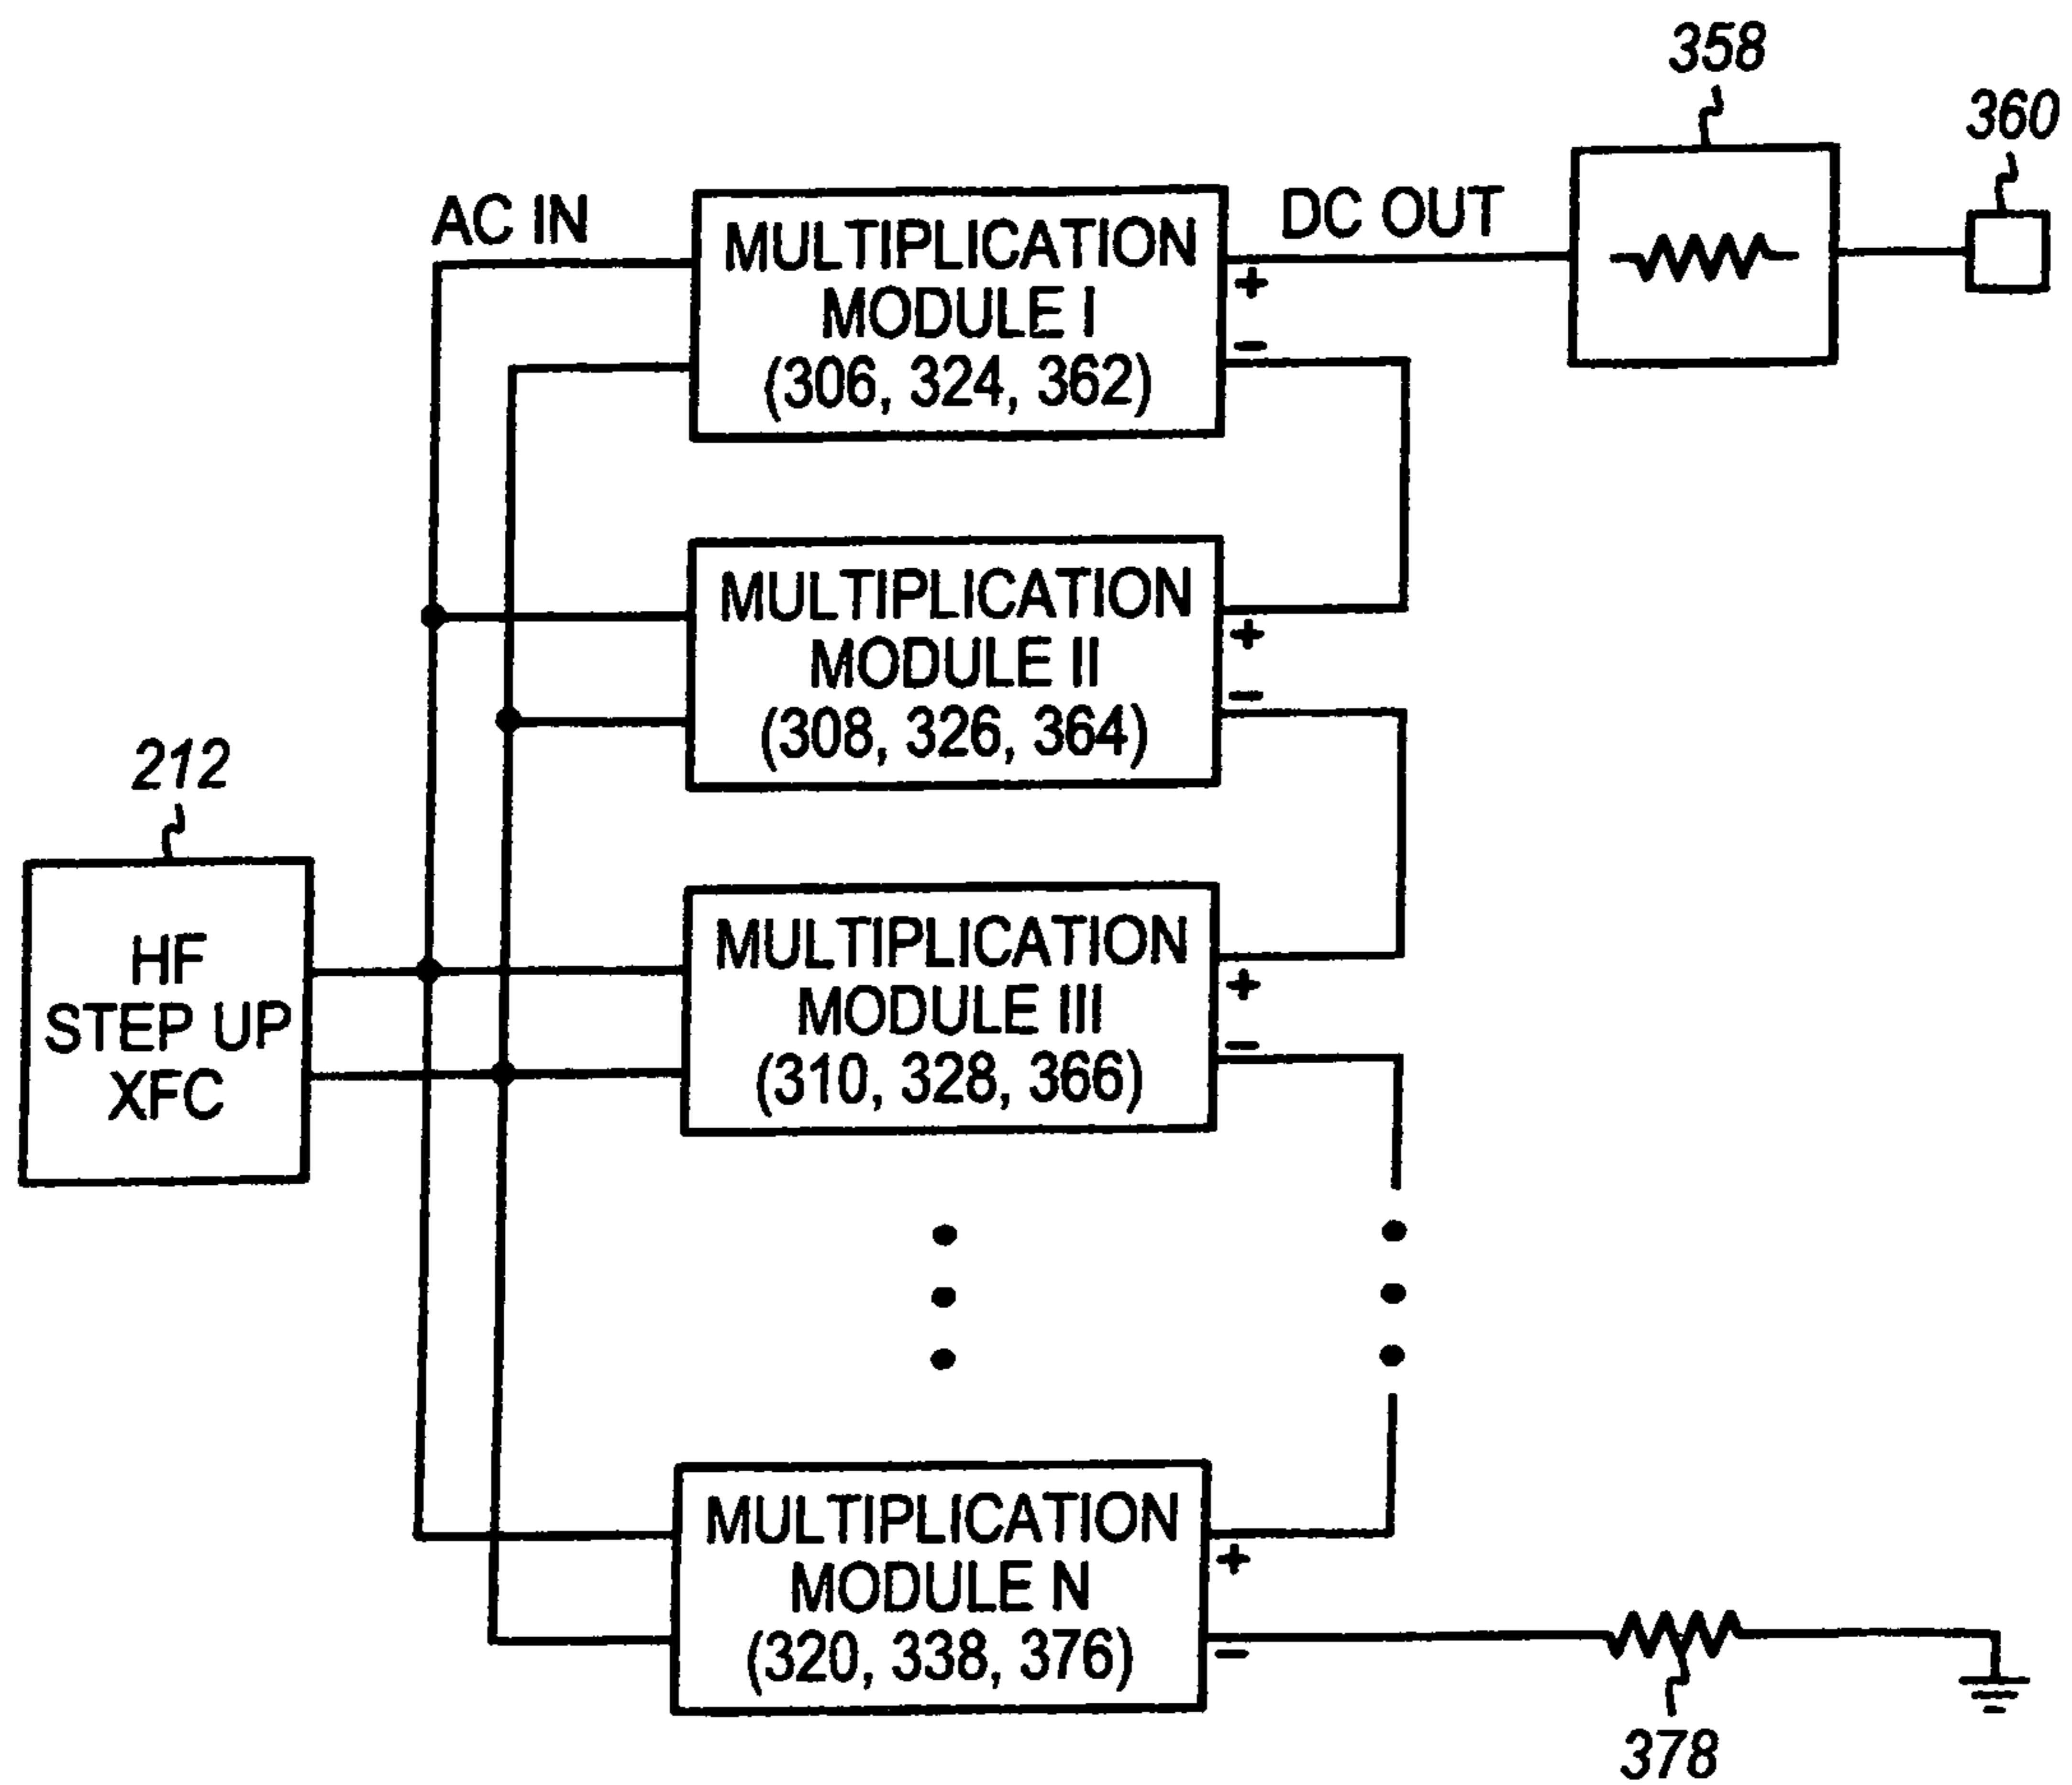 358
360
AC IN
DC OUT
MULTIPLICATION
MODULE I
(306, 324, 362)
+
−
MULTIPLICATION
MODULE II
(308, 326, 364)
+
−
212
HF
STEP UP
XFC
MULTIPLICATION
MODULE III
(310, 328, 366)
+
−
MULTIPLICATION
MODULE N
(320, 338, 376)
+
−
378